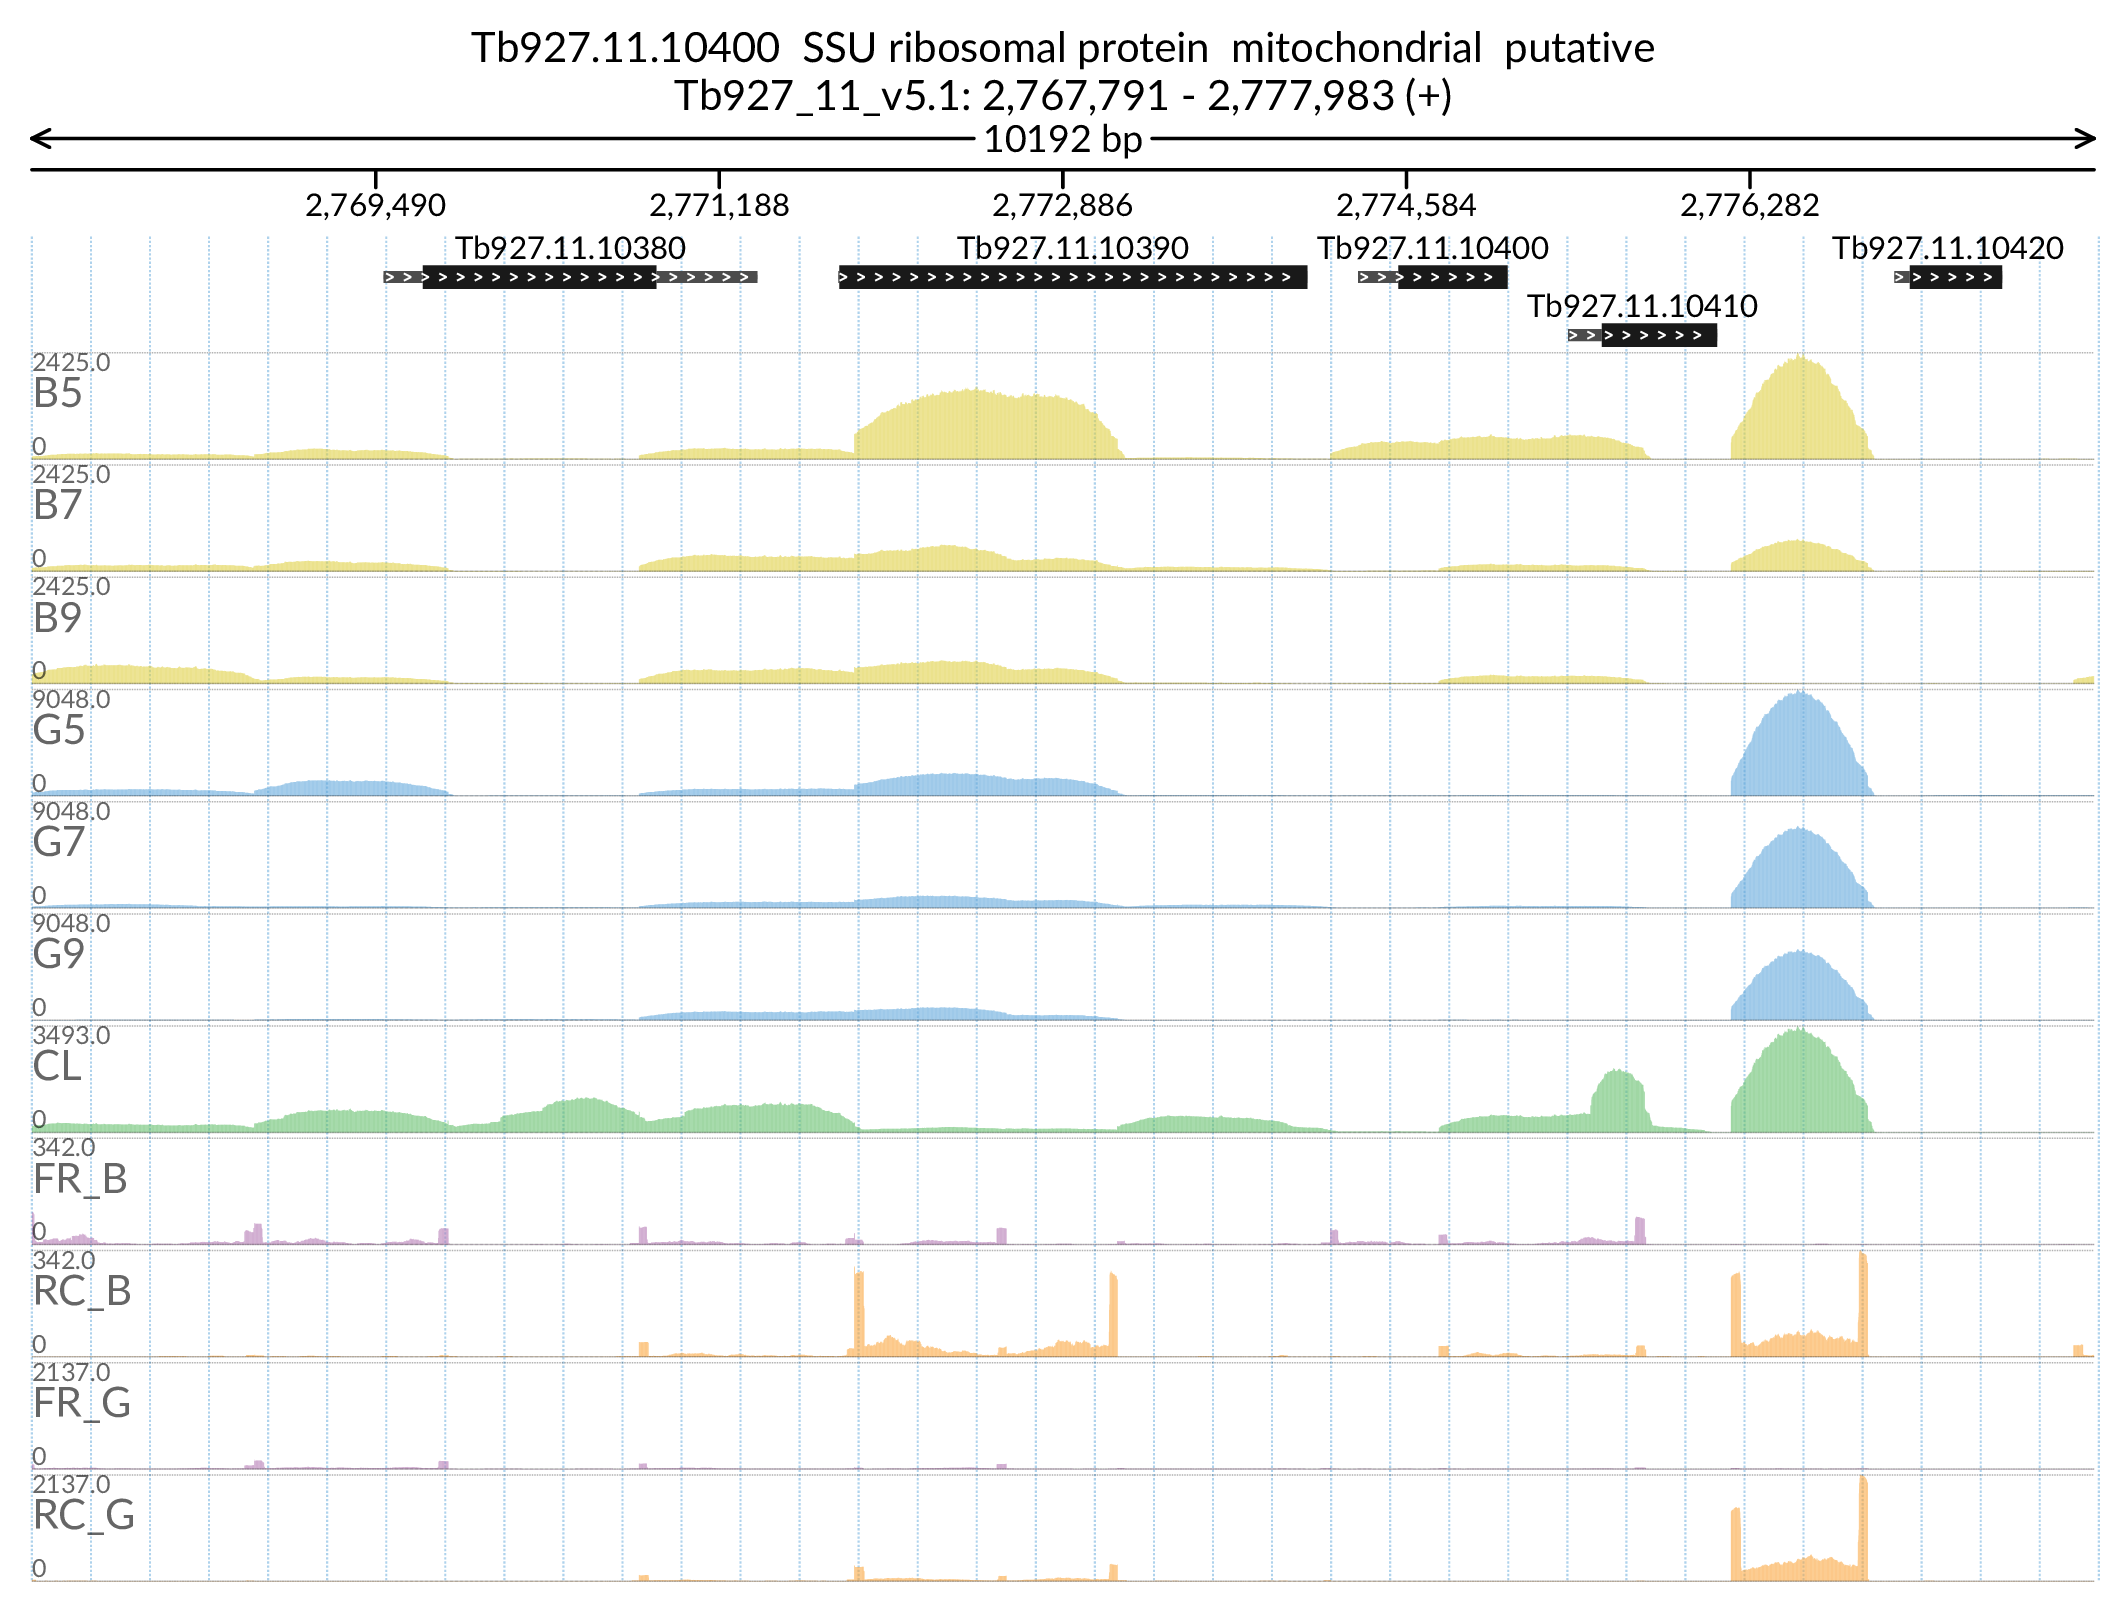 Tb927.11.10400 SSU ribosomal protein mitochondrial putative
Tb927_11_v5.1: 2,767,791 - 2,777,983 (+)
10192 bp
2,769,490 2,771,188 2,772,886 2,774,584 2,776,282
Tb927.11.10380 Tb927.11.10390 Tb927.11.10400 Tb927.11.10420
Tb927.11.10410
2425.0
B5
0
2425.0
B7
0
2425.0
B9
0
9048.0
G5
0
9048.0
G7
0
9048.0
G9
0
3493.0
CL
0
342.0
FR_B
0
342.0
RC_B
0
2137.0
FR_G
0
2137.0
RC_G
0